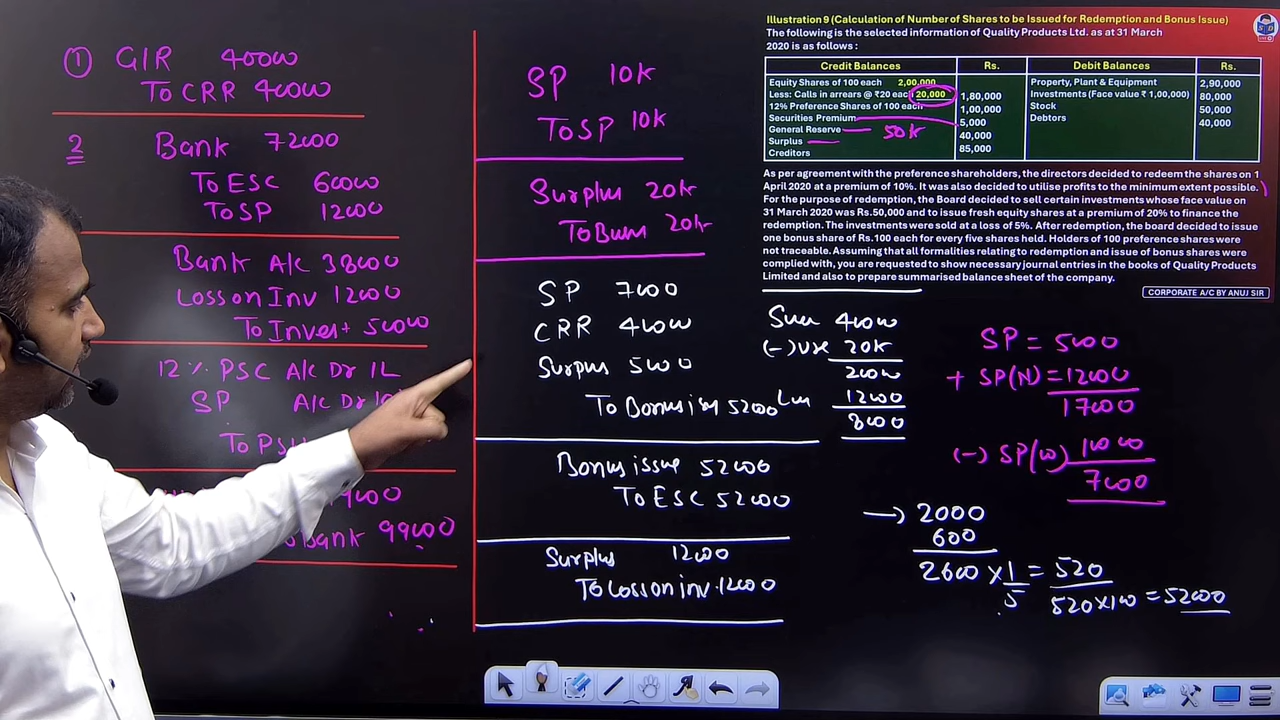 ① GIR 40000
To CRR 40000
2 Bank 72000
To ESC 60000
To SP 12000
Bank A/c 38000
Loss on Inv 12000
To Invest 50000
12% PSC A/c Dr 1L
SP A/c Dr
To PSH
To bank 99000
SP 10k
To SP 10k
Surplus 20k
To Bum 20k
SP 7000
CRR 40000
Surpus 5000
To Bonus issu 52000
Bonus issue 52000
To ESC 52000
Surplus 12000
To Loss on inv. 12000
Illustration 9 (Calculation of Number of Shares to be Issued for Redemption and Bonus Issue)
The following is the selected information of Quality Products Ltd. as at 31 March
2020 is as follows :
Credit Balances Rs. Debit Balances Rs.
Equity Shares of 100 each 2,00,000 Property, Plant & Equipment 2,90,000
Less: Calls in arrears @ ₹20 each 20,000 1,80,000 Investments (Face value ₹ 1,00,000) 80,000
12% Preference Shares of 100 each 1,00,000 Stock 50,000
Securities Premium 5,000 Debtors 40,000
General Reserve 50k 40,000
Surplus 85,000
Creditors
As per agreement with the preference shareholders, the directors decided to redeem the shares on 1
April 2020 at a premium of 10%. It was also decided to utilise profits to the minimum extent possible.
For the purpose of redemption, the Board decided to sell certain investments whose face value on
31 March 2020 was Rs.50,000 and to issue fresh equity shares at a premium of 20% to finance the
redemption. The investments were sold at a loss of 5%. After redemption, the board decided to issue
one bonus share of Rs.100 each for every five shares held. Holders of 100 preference shares were
not traceable. Assuming that all formalities relating to redemption and issue of bonus shares were
complied with, you are requested to show necessary journal entries in the books of Quality Products
Limited and also to prepare summarised balance sheet of the company.
CORPORATE A/C BY ANUJ SIR
Surr 40000
(-) USE 20k
20000
Loss 12000
8000
SP = 5000
+ SP(N) = 12000
17000
(-) SP(W) 10000
7000
→ 2000
600
2600 × 1/5 = 520
520×100 = 52000